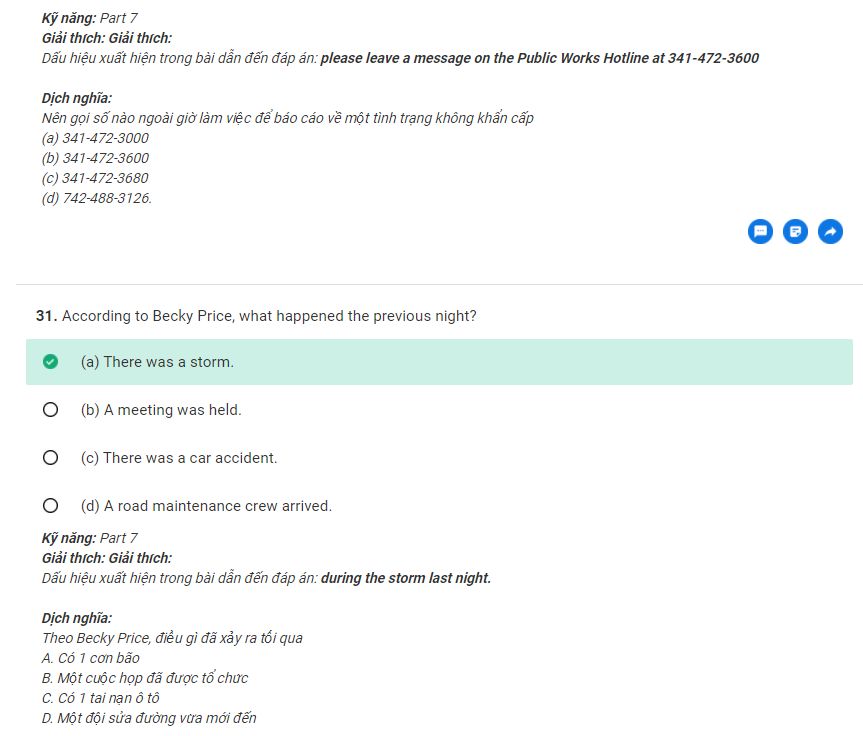 Kỹ năng: Part 7
Giải thích: Giải thích:
Dấu hiệu xuất hiện trong bài dẫn đến đáp án: please leave a message on the Public Works Hotline at 341-472-3600
Dịch nghĩa:
Nên gọi số nào ngoài giờ làm việc để báo cáo về một tình trạng không khẩn cấp
(a) 341-472-3000
(b) 341-472-3600
(c) 341-472-3680
(d) 742-488-3126.
31. According to Becky Price, what happened the previous night?
(a) There was a storm.
(b) A meeting was held.
(c) There was a car accident.
(d) A road maintenance crew arrived.
Kỹ năng: Part 7
Giải thích: Giải thích:
Dấu hiệu xuất hiện trong bài dẫn đến đáp án: during the storm last night.
Dịch nghĩa:
Theo Becky Price, điều gì đã xảy ra tối qua
A. Có 1 cơn bão
B. Một cuộc họp đã được tổ chức
C. Có 1 tai nạn ô tô
D. Một đội sửa đường vừa mới đến